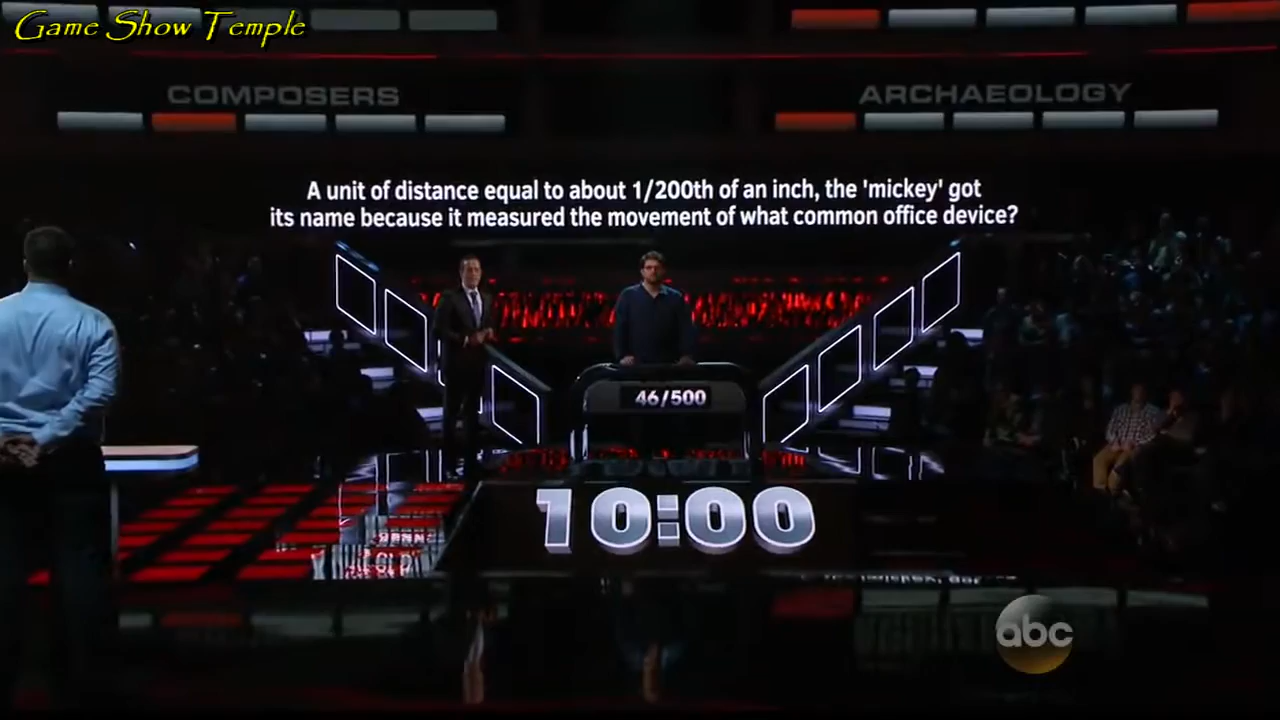 Game Show Temple
COMPOSERS
ARCHAEOLOGY
A unit of distance equal to about 1/200th of an inch, the 'mickey' got
its name because it measured the movement of what common office device?
46/500
10:00
abc